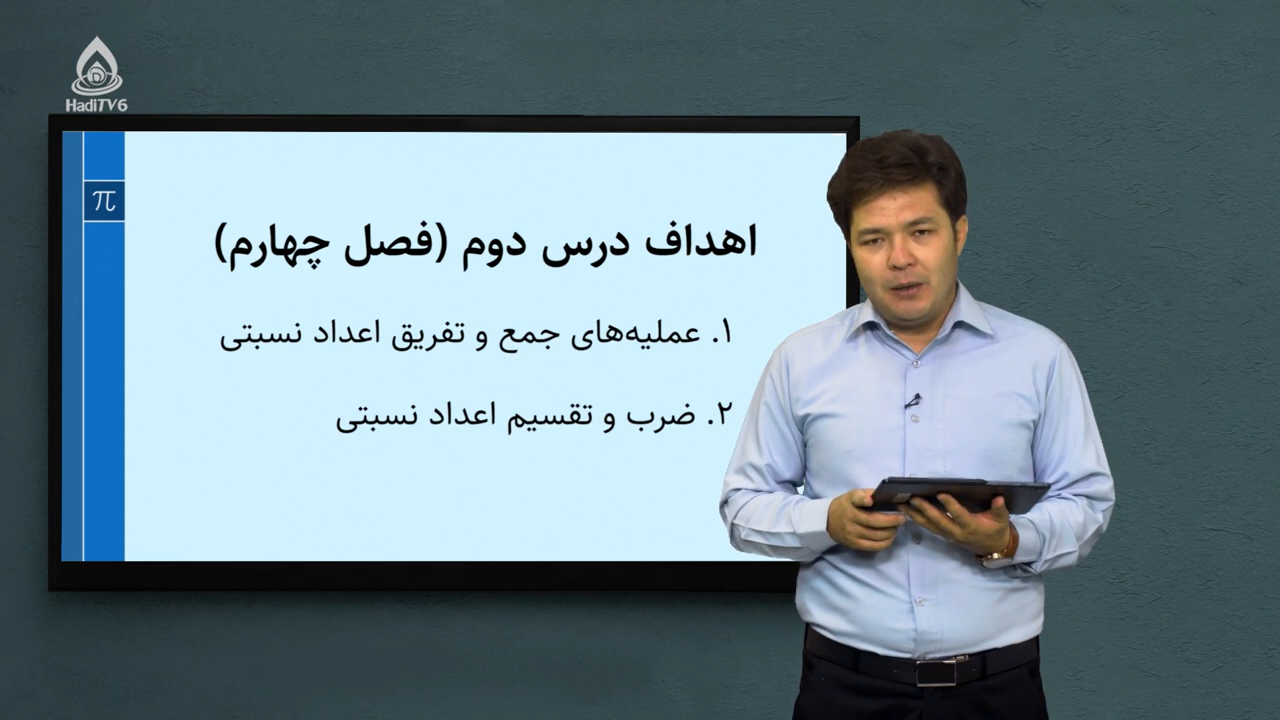 HadiTV6
π
اهداف درس دوم (فصل چهارم)
۱. عملیه‌های جمع و تفریق اعداد نسبتی
۲. ضرب و تقسیم اعداد نسبتی